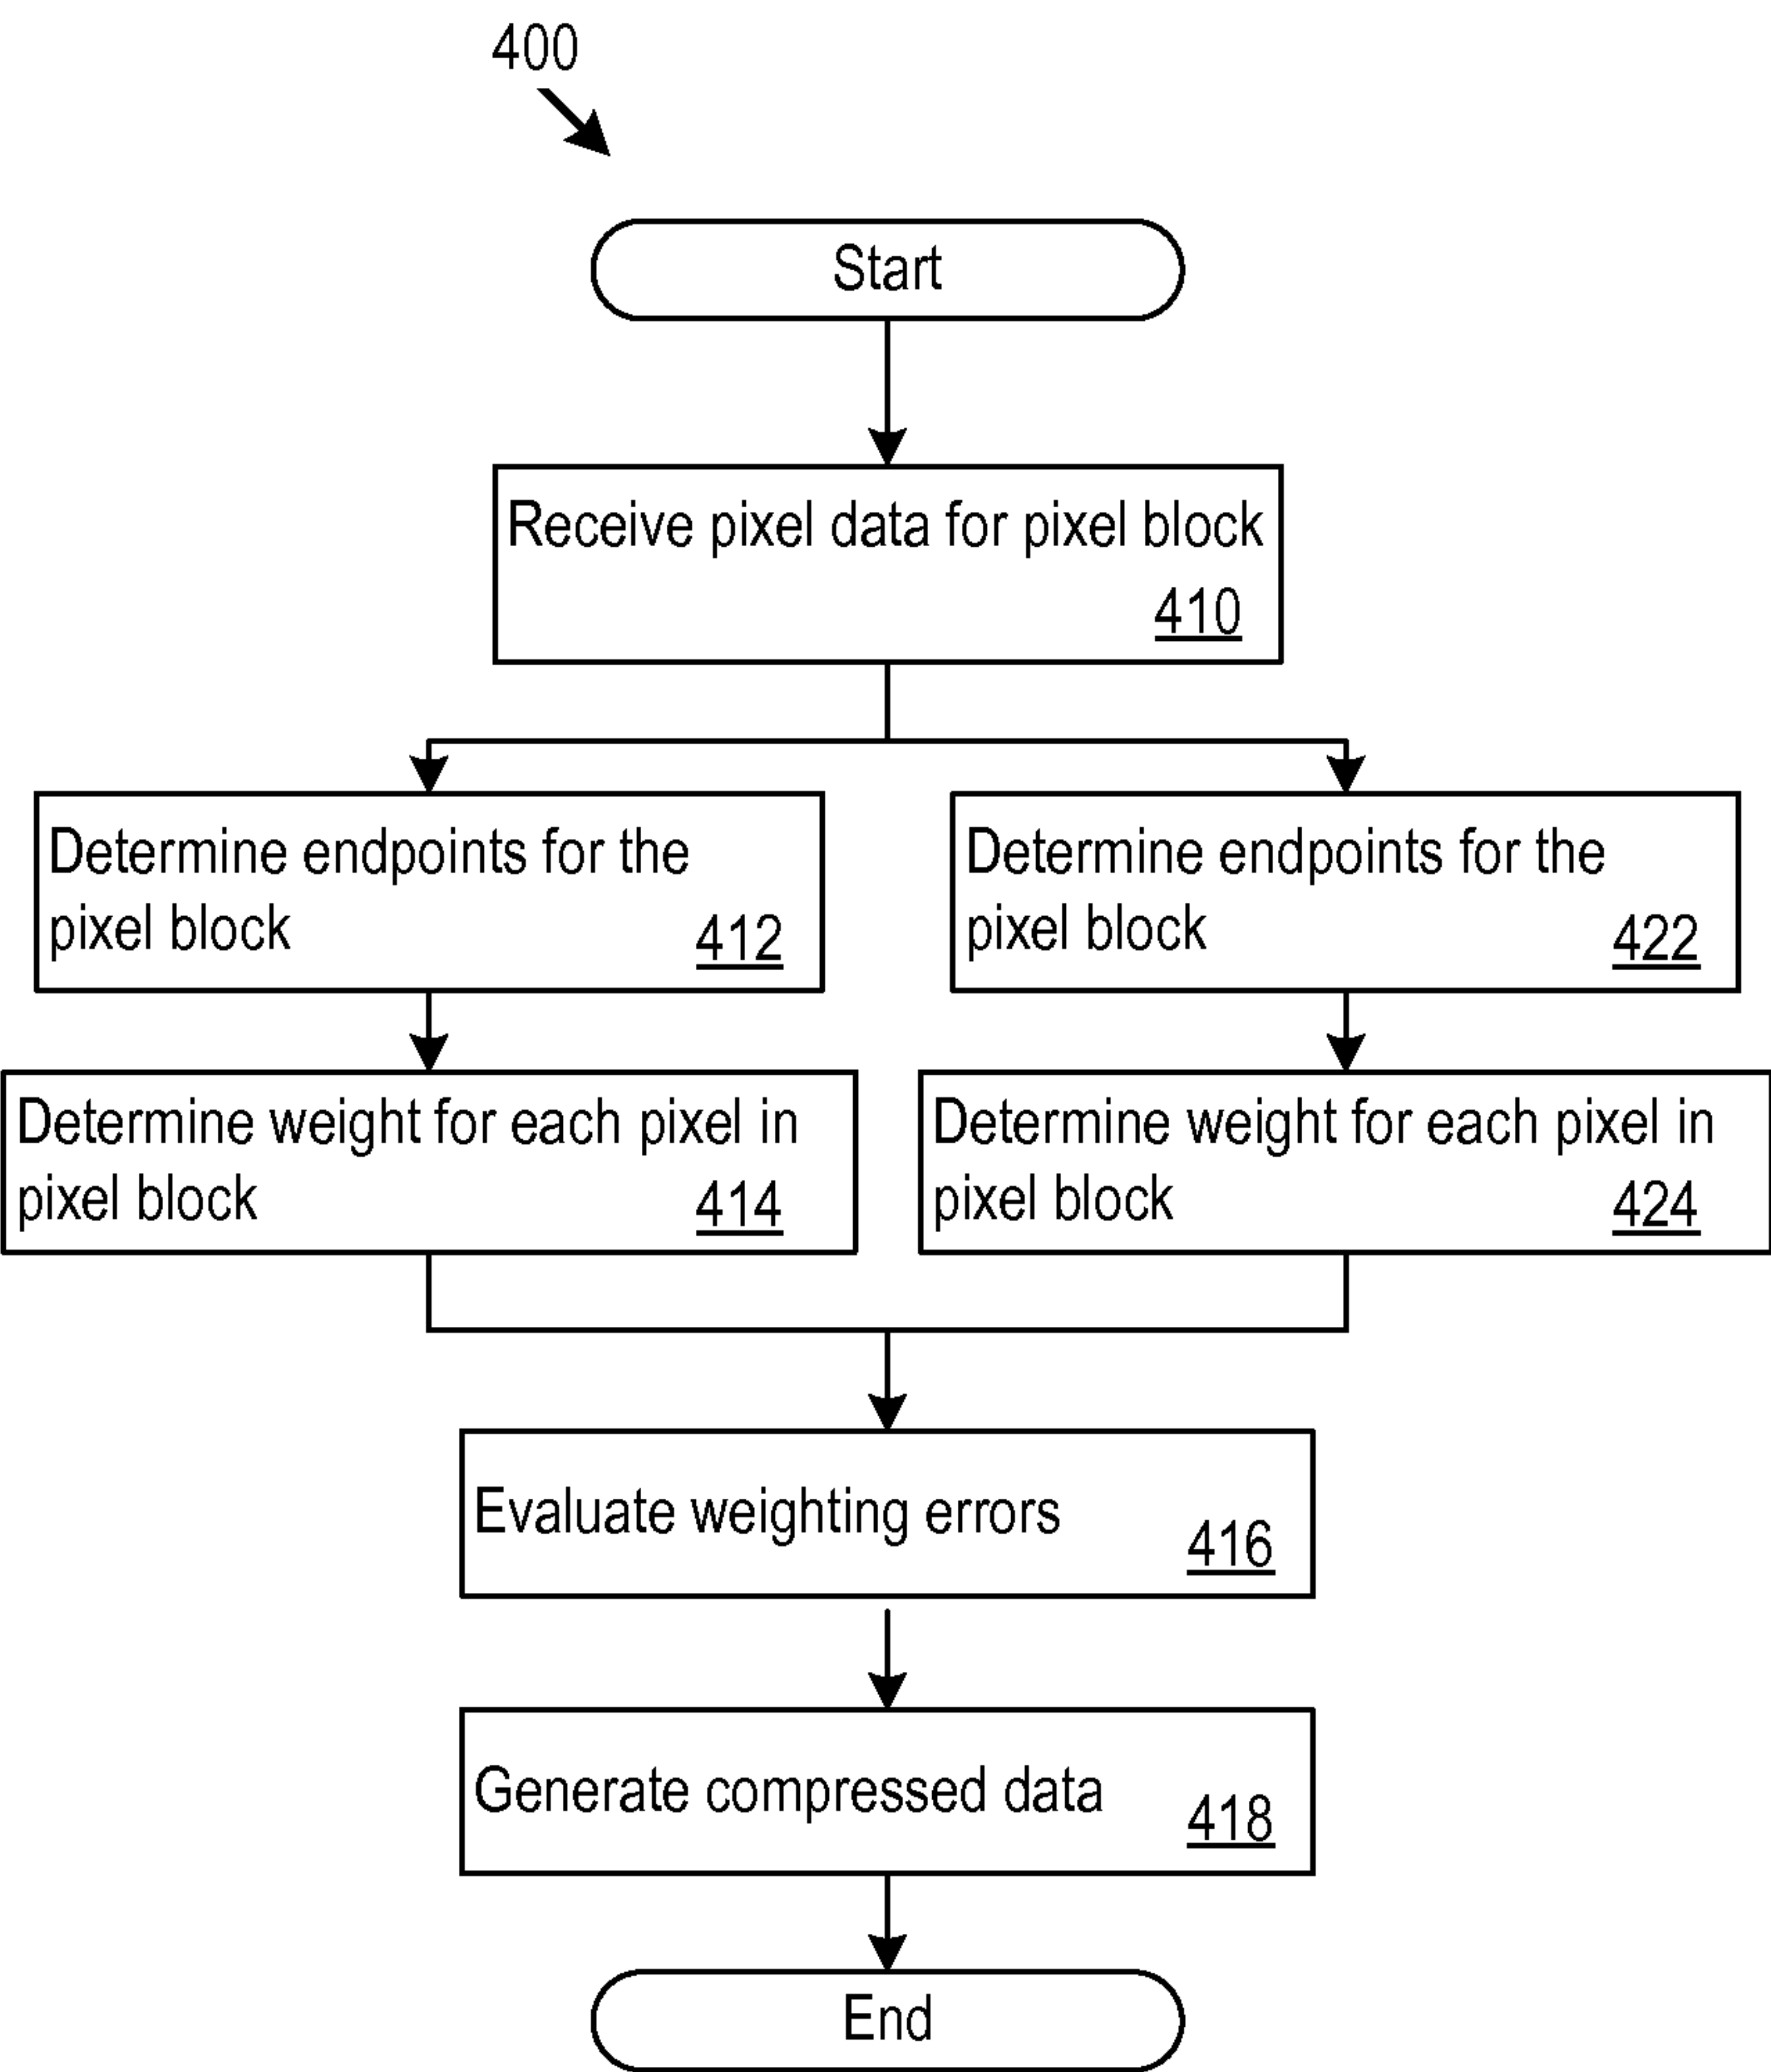 400
Start
Receive pixel data for pixel block
410
Determine endpoints for the
pixel block 412
Determine endpoints for the
pixel block 422
Determine weight for each pixel in
pixel block 414
Determine weight for each pixel in
pixel block 424
Evaluate weighting errors 416
Generate compressed data 418
End